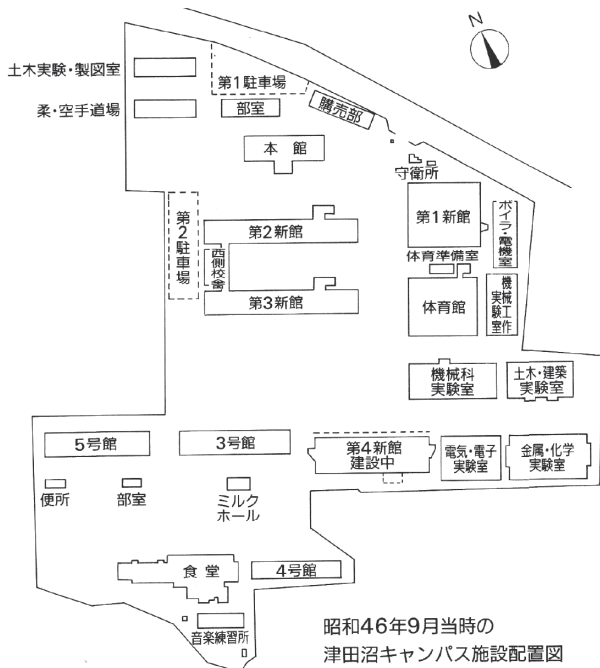 N
土木実験・製図室
第1駐車場
柔・空手道場
部室
購売部
本館
守衛所
第2駐車場
第2新館
第1新館
ボイラ・電機室
西側校舎
体育準備室
第3新館
体育館
機械工作
実験室
機械科
実験室
土木・建築
実験室
5号館
3号館
第4新館
建設中
電気・電子
実験室
金属・化学
実験室
便所
部室
ミルク
ホール
食堂
4号館
音楽練習所
昭和46年9月当時の
津田沼キャンパス施設配置図